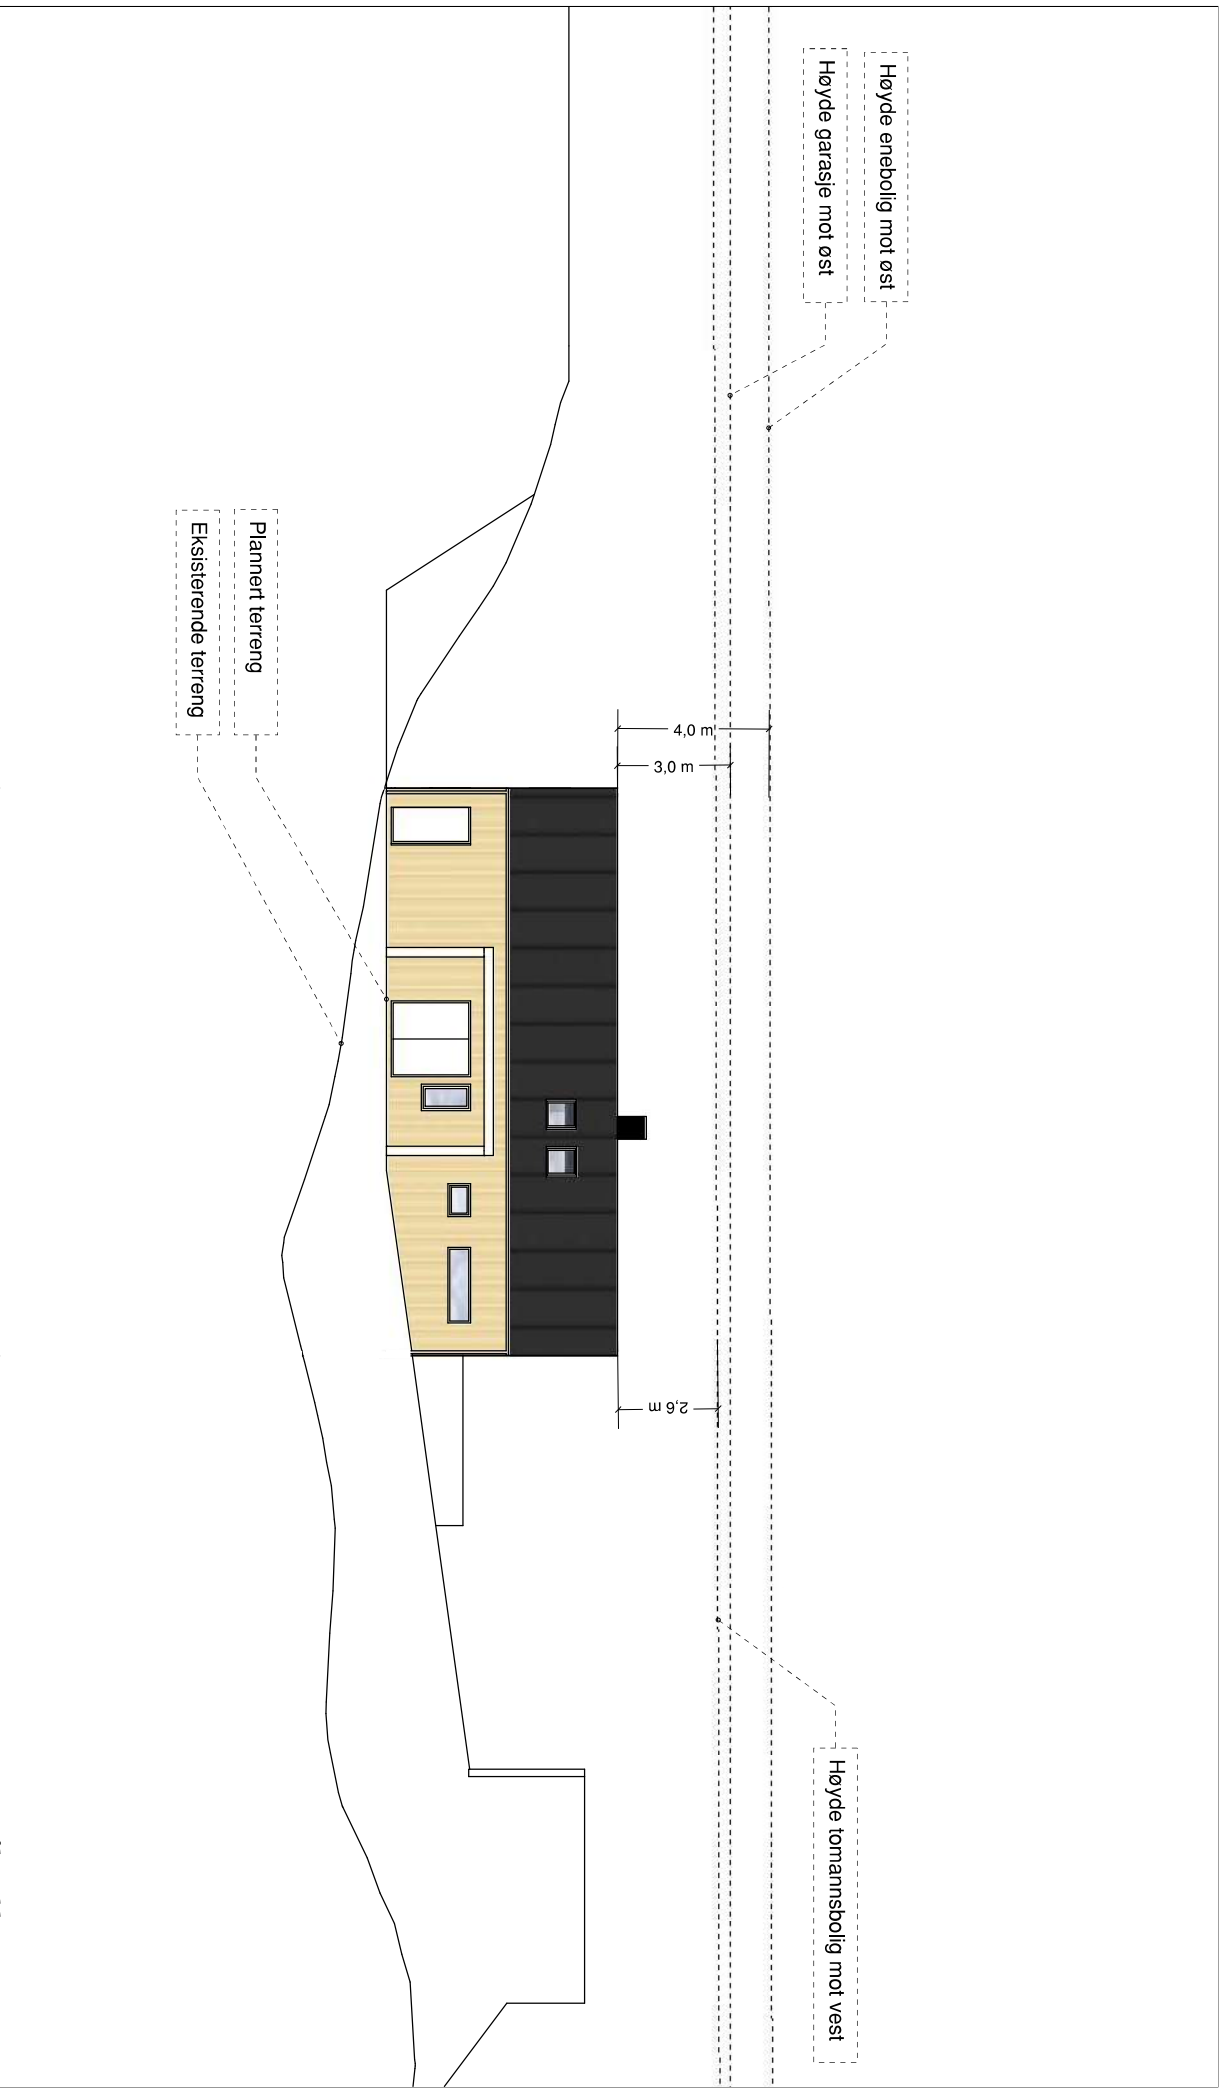 Høyde enebolig mot øst
Høyde garasje mot øst
Høyde tomannsbolig mot vest
4,0 m
3,0 m
2,6 m
Plannert terreng
Eksisterende terreng